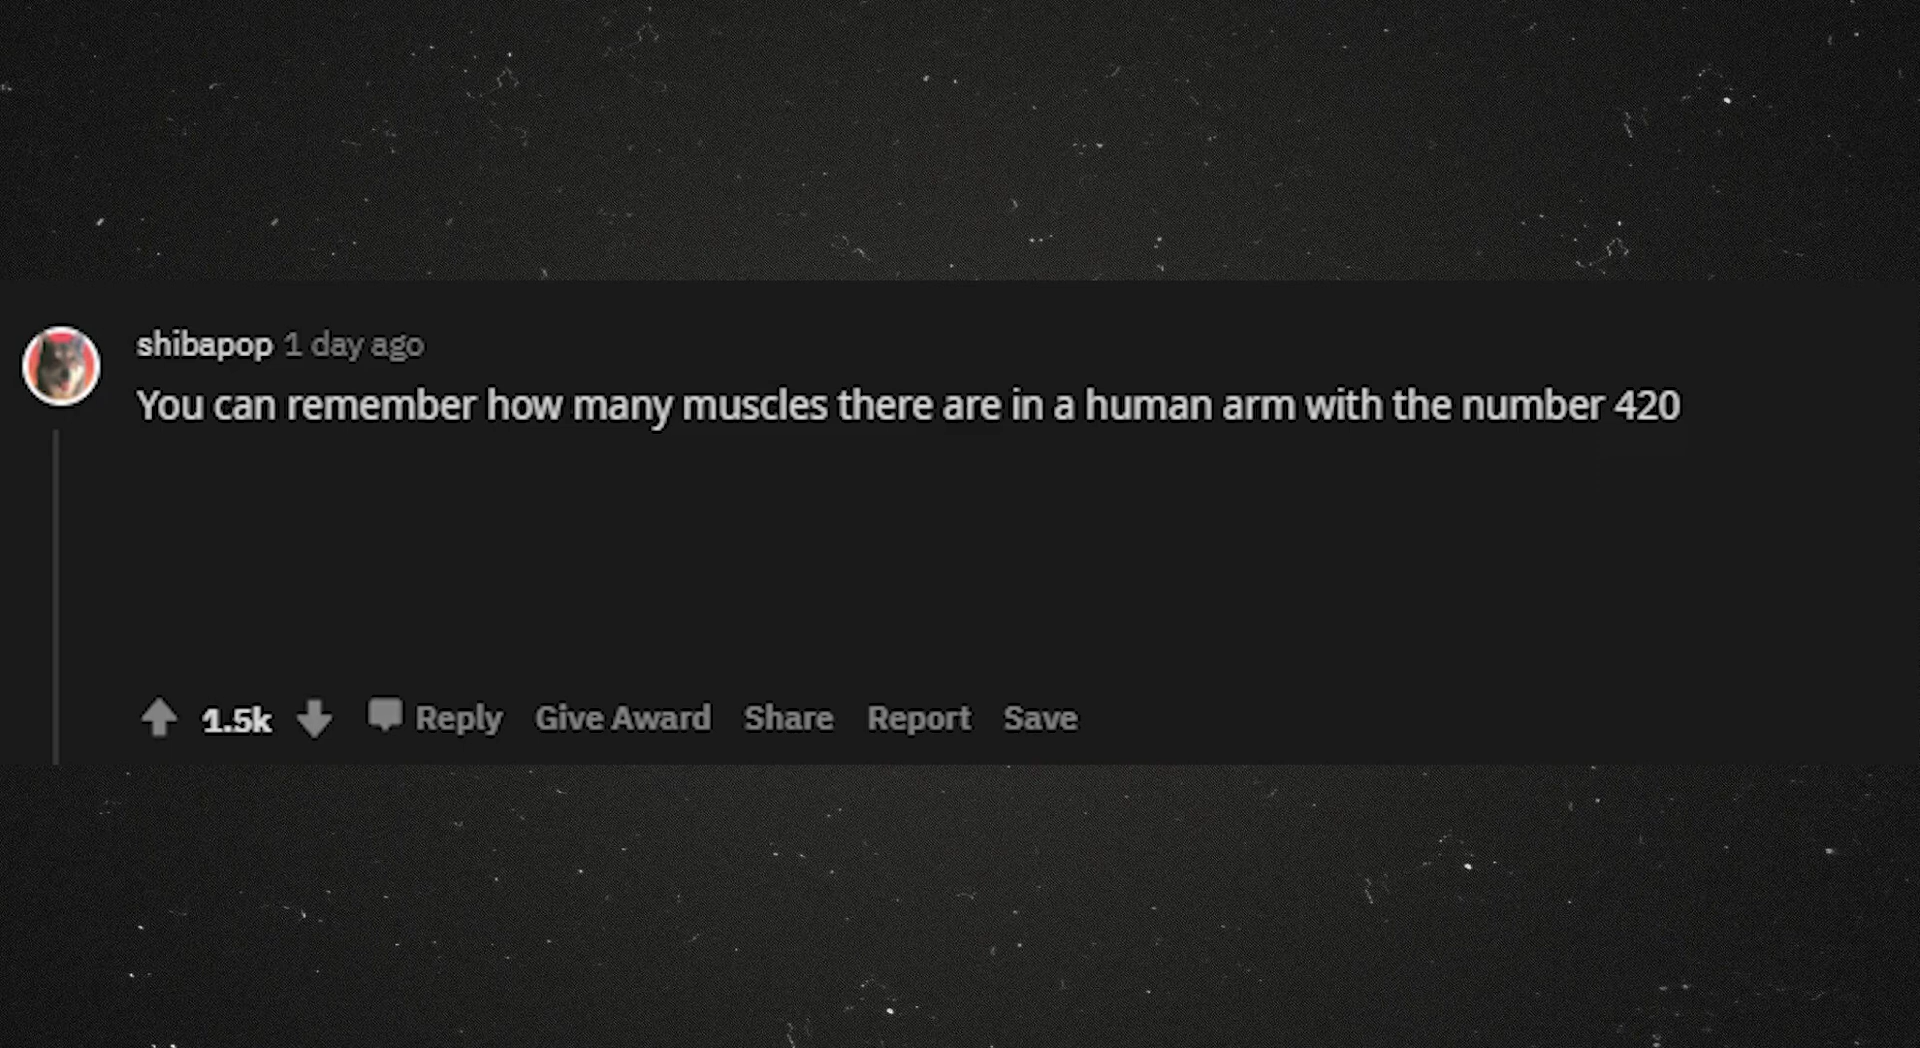 shibapop 1 day ago
You can remember how many muscles there are in a human arm with the number 420
1.5k Reply Give Award Share Report Save